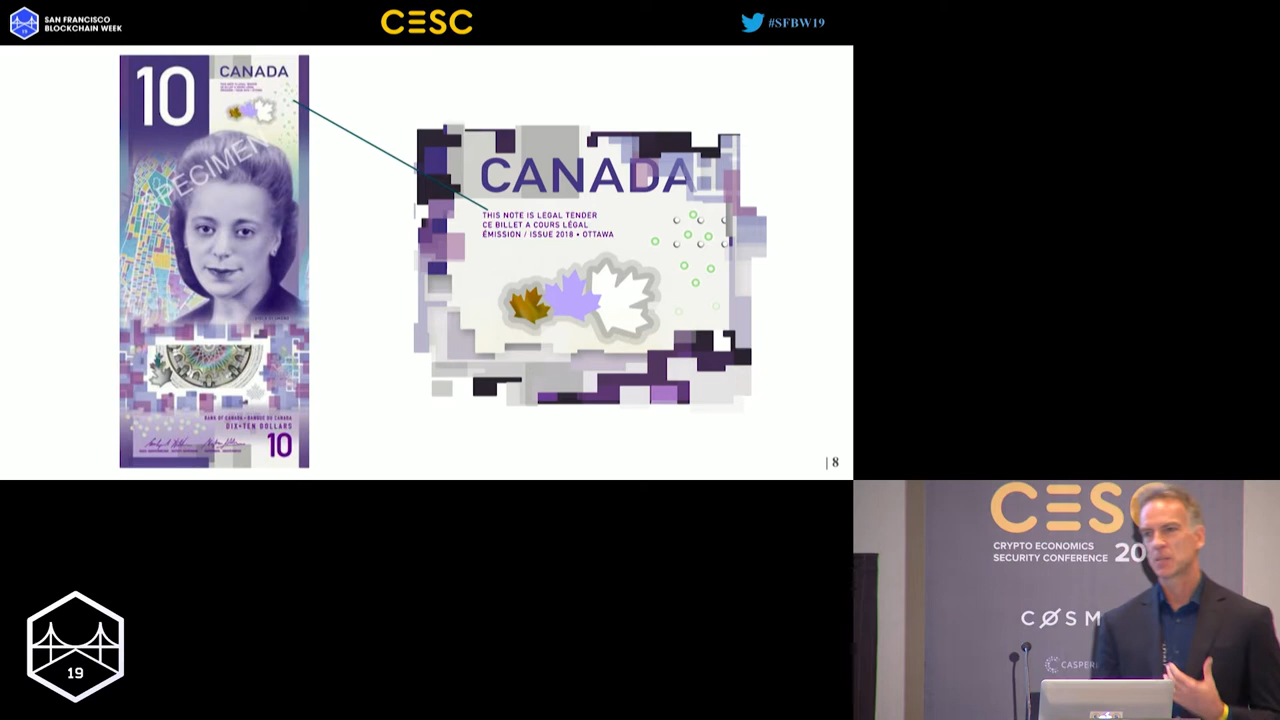 SAN FRANCISCO
BLOCKCHAIN WEEK
19
CESC
#SFBW19
10
CANADA
SPECIMEN
BANK OF CANADA • BANQUE DU CANADA
DIX•TEN DOLLARS
10
CANADA
THIS NOTE IS LEGAL TENDER
CE BILLET A COURS LÉGAL
ÉMISSION / ISSUE 2018 • OTTAWA
| 8
19
CESC
CRYPTO ECONOMICS
SECURITY CONFERENCE 20
CØSM
CASPER